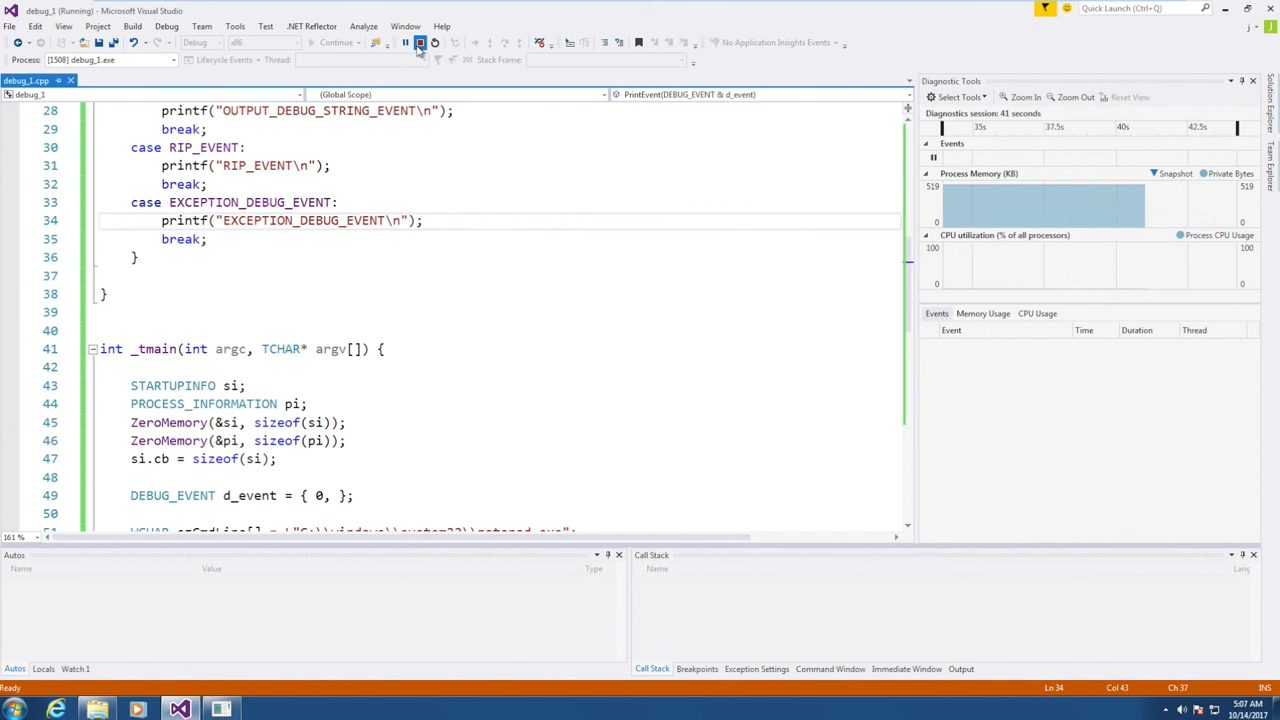 debug_1 (Running) - Microsoft Visual Studio
Quick Launch (Ctrl+Q)
File Edit View Project Build Debug Team Tools Test .NET Reflector Analyze Window Help
Debug x86 Continue No Application Insights Events
Process: [1508] debug_1.exe Lifecycle Events Thread: Stack Frame:
debug_1.cpp
debug_1 (Global Scope) PrintEvent(DEBUG_EVENT & d_event)
28 printf("OUTPUT_DEBUG_STRING_EVENT\n");
29 break;
30 case RIP_EVENT:
31 printf("RIP_EVENT\n");
32 break;
33 case EXCEPTION_DEBUG_EVENT:
34 printf("EXCEPTION_DEBUG_EVENT\n");
35 break;
36 }
37
38 }
39
40
41 int _tmain(int argc, TCHAR* argv[]) {
42
43 STARTUPINFO si;
44 PROCESS_INFORMATION pi;
45 ZeroMemory(&si, sizeof(si));
46 ZeroMemory(&pi, sizeof(pi));
47 si.cb = sizeof(si);
48
49 DEBUG_EVENT d_event = { 0, };
50
161 %
Diagnostic Tools
Select Tools Zoom In Zoom Out Reset View
Diagnostics session: 41 seconds
35s 37.5s 40s 42.5s
Events
Process Memory (KB) Snapshot Private Bytes
519 519
0 0
CPU utilization (% of all processors) Process CPU Usage
100 100
0 0
Events Memory Usage CPU Usage
Event Time Duration Thread
Solution Explorer
Team Explorer
Autos
Name Value Type
Autos Locals Watch 1
Call Stack
Name Lang
Call Stack Breakpoints Exception Settings Command Window Immediate Window Output
Ready Ln 34 Col 43 Ch 37 INS
5:07 AM
10/14/2017